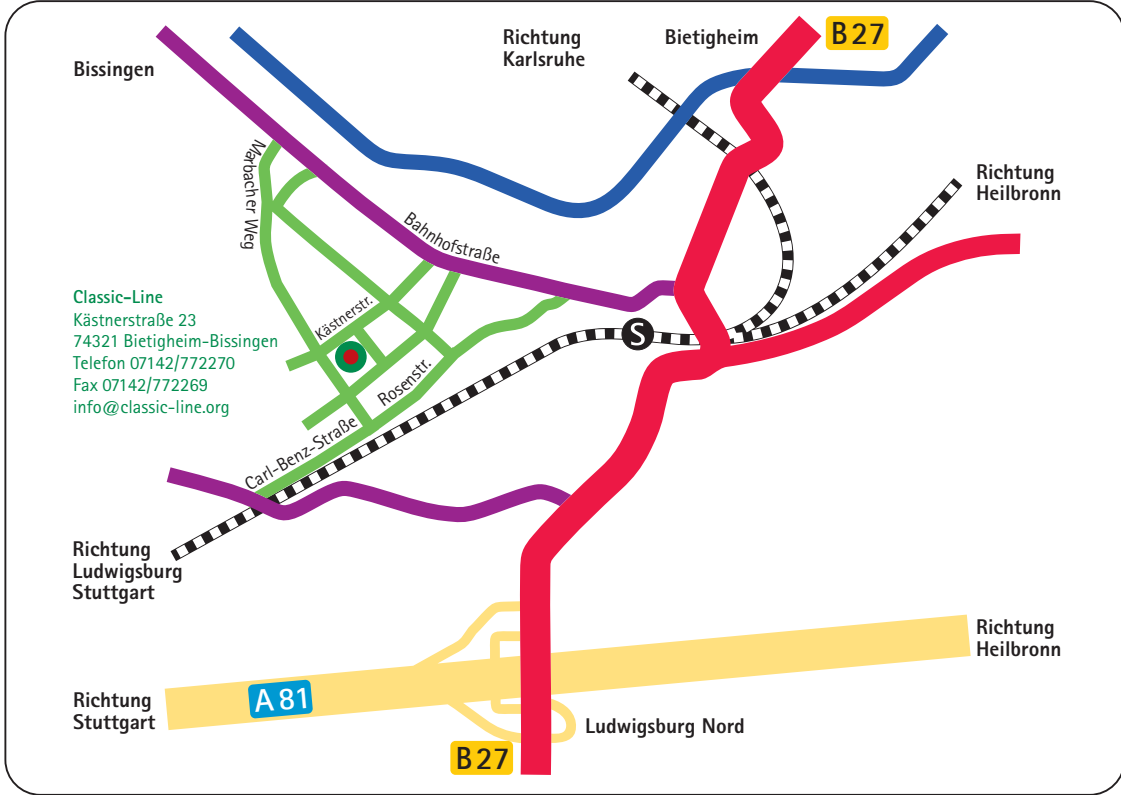 B 27
Richtung
Karlsruhe
Bietigheim
Bissingen
Marbacher Weg
Richtung
Heilbronn
Bahnhofstraße
Classic-Line
Kästnerstraße 23
74321 Bietigheim-Bissingen
Telefon 07142/772270
Fax 07142/772269
info@classic-line.org
Kästnerstr.
S
Rosenstr.
Carl-Benz-Straße
Richtung
Ludwigsburg
Stuttgart
Richtung
Heilbronn
Richtung
Stuttgart
A 81
Ludwigsburg Nord
B 27